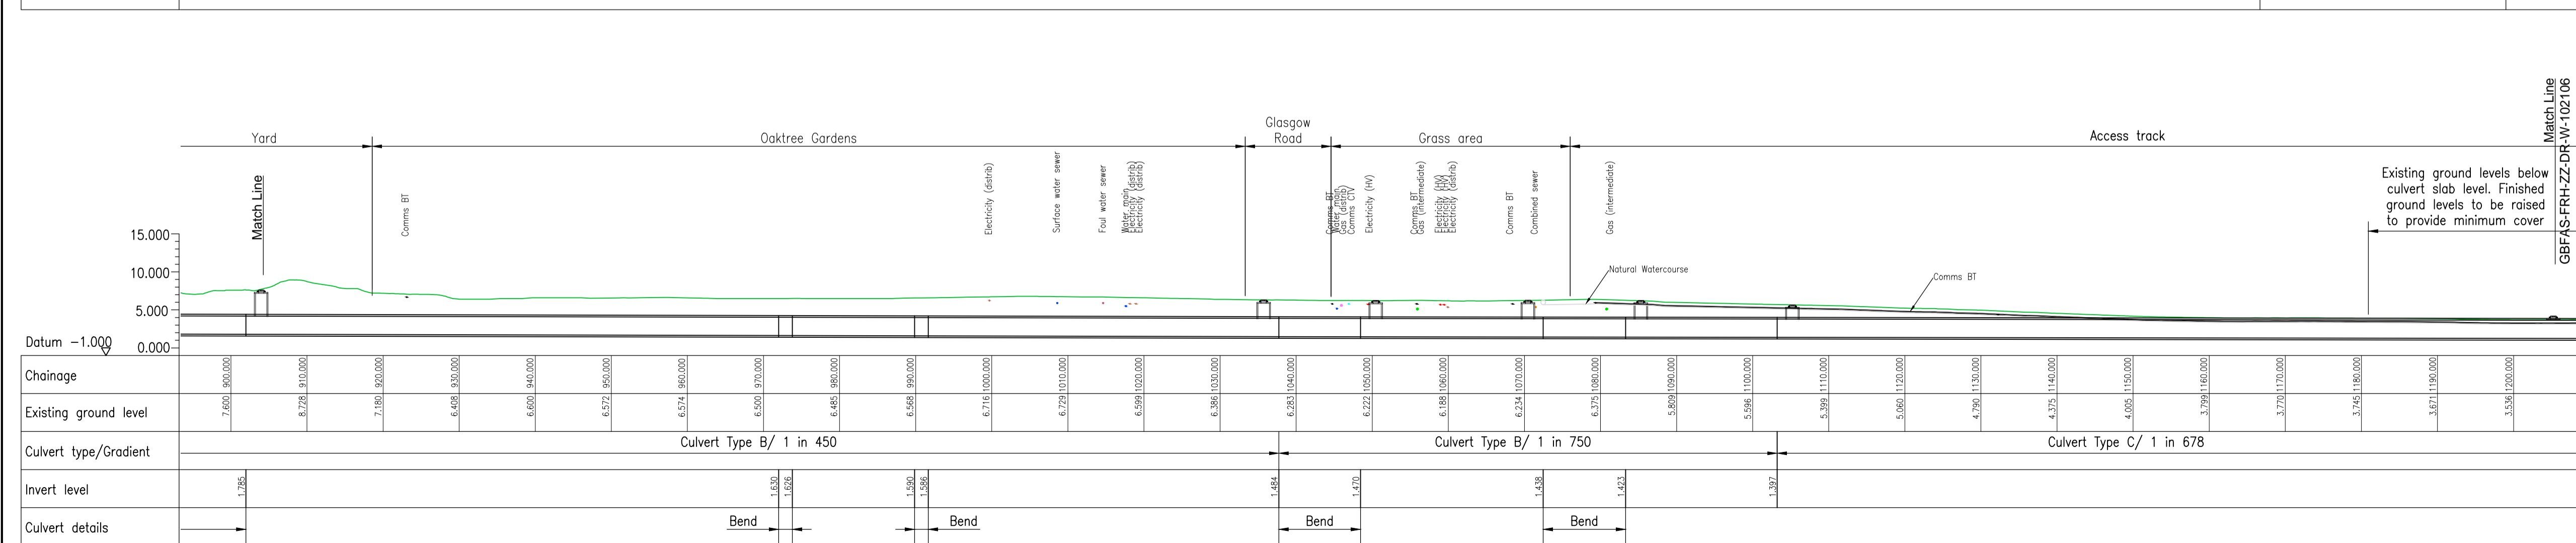 Glasgow
Yard
Oaktree Gardens
Road
Grass area
Access track
Match Line
GBFAS-FRH-ZZ-DR-W-102106
Match Line
Comms BT
Electricity (distrib)
Surface water sewer
Foul water sewer
Water main
Electricity (distrib)
Electricity (distrib)
Comms BT
Water main
Gas (distrib)
Comms CTV
Electricity (HV)
Comms BT
Gas (intermediate)
Electricity (HV)
Electricity (HV)
Electricity (distrib)
Comms BT
Combined sewer
Gas (intermediate)
Existing ground levels below
culvert slab level. Finished
ground levels to be raised
to provide minimum cover
Natural Watercourse
Comms BT
15.000
10.000
5.000
0.000
Datum -1.000
Chainage 900.000 910.000 920.000 930.000 940.000 950.000 960.000 970.000 980.000 990.000 1000.000 1010.000 1020.000 1030.000 1040.000 1050.000 1060.000 1070.000 1080.000 1090.000 1100.000 1110.000 1120.000 1130.000 1140.000 1150.000 1160.000 1170.000 1180.000 1190.000 1200.000
Existing ground level 7.600 8.728 7.180 6.408 6.600 6.572 6.574 6.500 6.485 6.568 6.716 6.729 6.599 6.386 6.283 6.222 6.188 6.234 6.375 5.809 5.596 5.399 5.060 4.790 4.375 4.005 3.799 3.770 3.745 3.671 3.536
Culvert type/Gradient Culvert Type B/ 1 in 450 Culvert Type B/ 1 in 750 Culvert Type C/ 1 in 678
Invert level 1.785 1.630 1.626 1.590 1.586 1.484 1.470 1.438 1.423 1.397
Culvert details Bend Bend Bend Bend